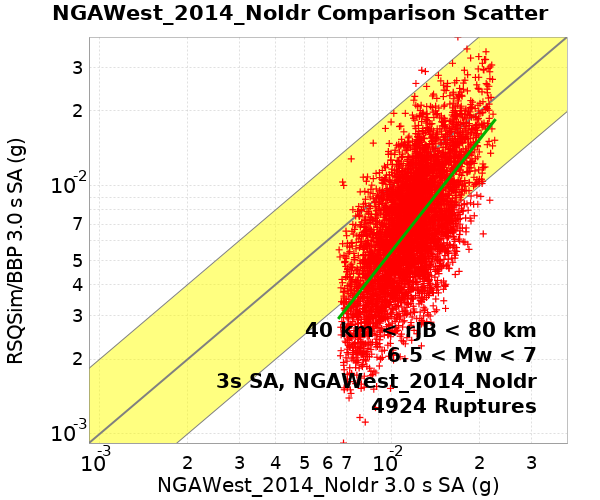 NGAWest_2014_NoIdr Comparison Scatter
RSQSim/BBP 3.0 s SA (g)
3
2
10-2
7
5
4
3
2
10-3
40 km < rJB < 80 km
6.5 < Mw < 7
3s SA, NGAWest_2014_NoIdr
4924 Ruptures
10-3 2 3 4 5 6 7 10-2 2 3
NGAWest_2014_NoIdr 3.0 s SA (g)